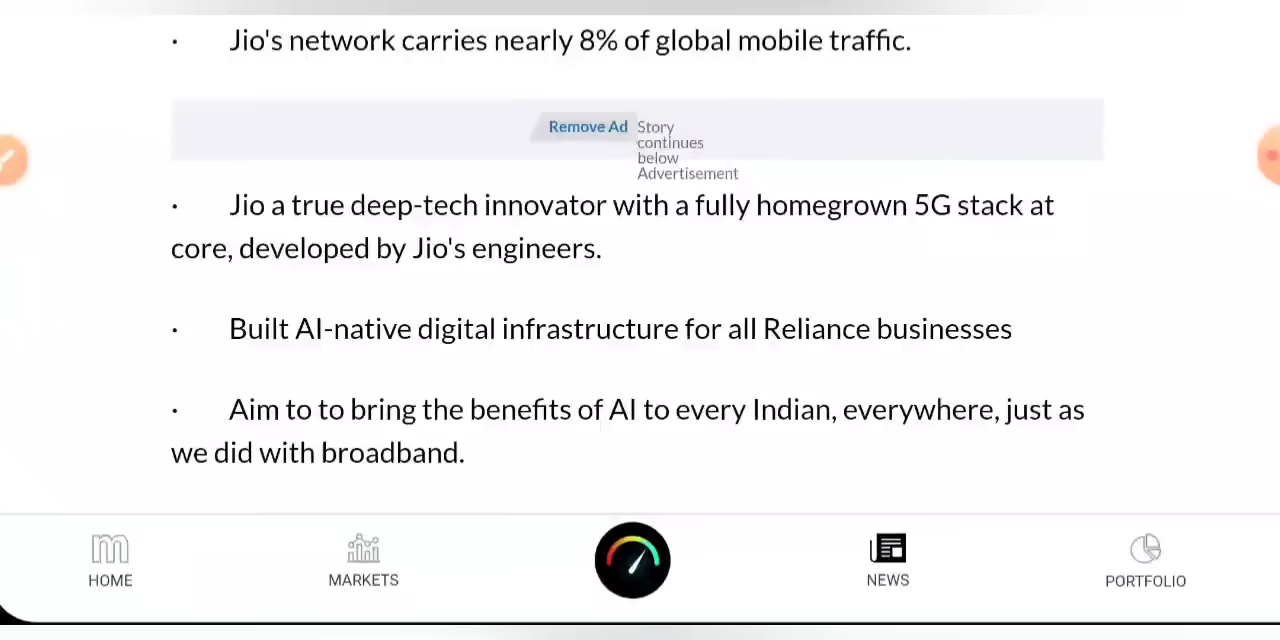 · Jio's network carries nearly 8% of global mobile traffic.
Remove Ad
Story
continues
below
Advertisement
· Jio a true deep-tech innovator with a fully homegrown 5G stack at
core, developed by Jio's engineers.
· Built AI-native digital infrastructure for all Reliance businesses
· Aim to to bring the benefits of AI to every Indian, everywhere, just as
we did with broadband.
m
HOME
MARKETS
NEWS
PORTFOLIO